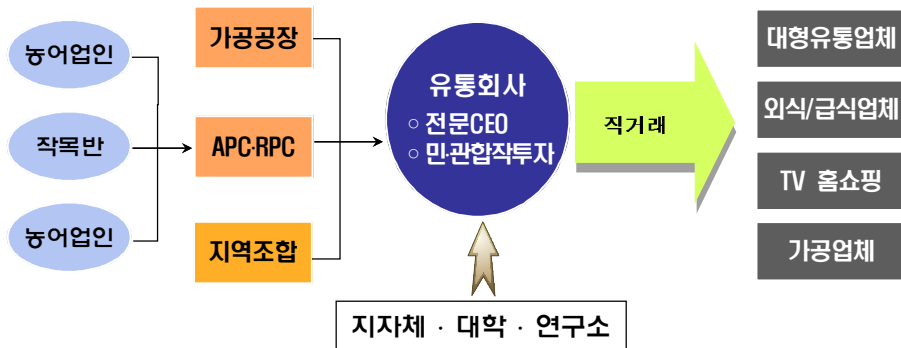 농어업인
작목반
농어업인
가공공장
APC·RPC
지역조합
유통회사
○ 전문CEO
○ 민·관합작투자
직거래
대형유통업체
외식/급식업체
TV 홈쇼핑
가공업체
지자체 · 대학 · 연구소